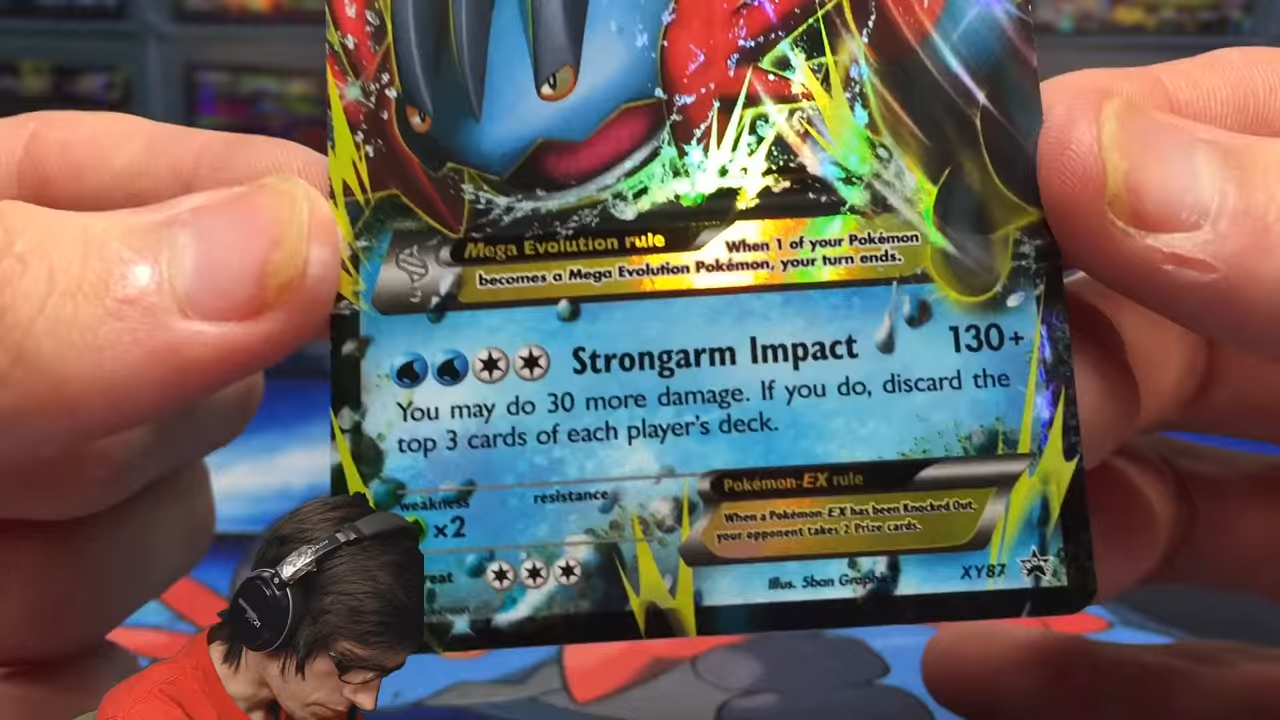 Mega Evolution rule
When 1 of your Pokémon
becomes a Mega Evolution Pokémon, your turn ends.
Strongarm Impact 130+
You may do 30 more damage. If you do, discard the
top 3 cards of each player's deck.
weakness resistance
×2
Pokémon-EX rule
When a Pokémon-EX has been Knocked Out,
your opponent takes 2 Prize cards.
Illus. 5ban Graphics
XY87